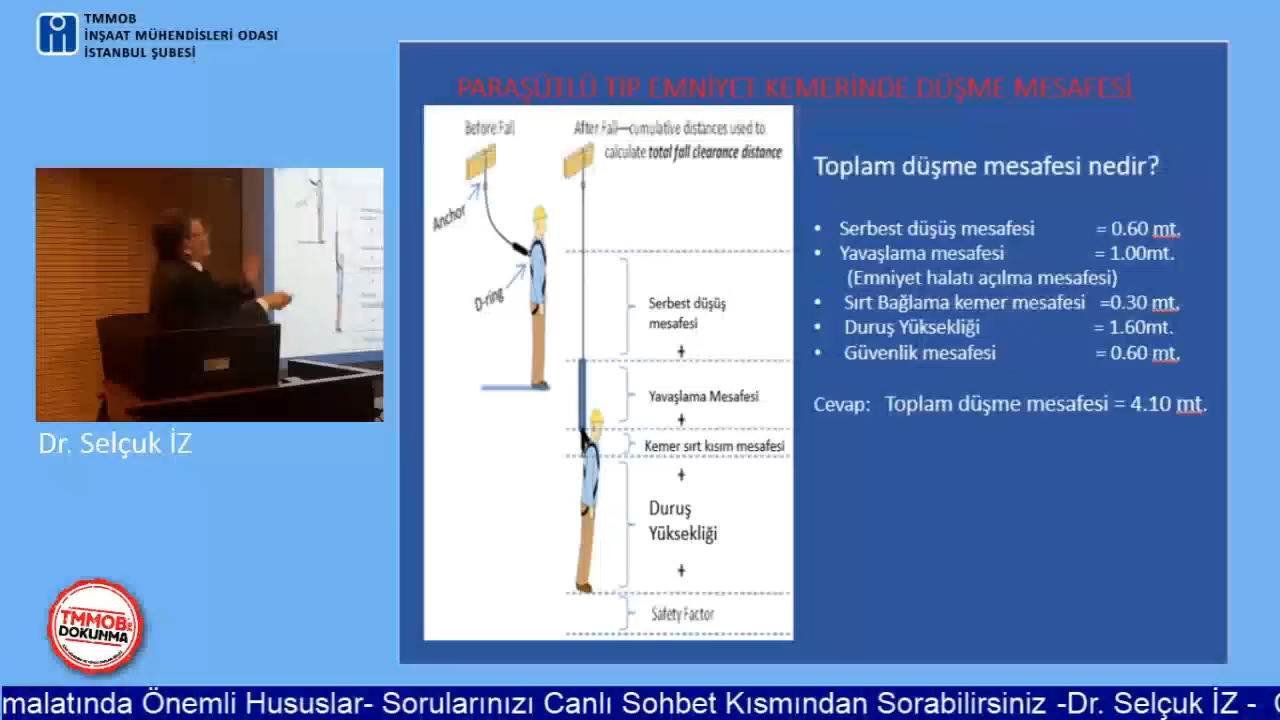 TMMOB
İNŞAAT MÜHENDİSLERİ ODASI
İSTANBUL ŞUBESİ
PARAŞÜTLÜ TİP EMNİYET KEMERİNDE DÜŞME MESAFESİ
Before Fall
After Fall—cumulative distances used to
calculate total fall clearance distance
Anchor
D-ring
Serbest düşüş
mesafesi
+
Yavaşlama Mesafesi
+
Kemer sırt kısım mesafesi
+
Duruş
Yüksekliği
+
Safety Factor
Toplam düşme mesafesi nedir?
• Serbest düşüş mesafesi = 0.60 mt.
• Yavaşlama mesafesi = 1.00mt.
(Emniyet halatı açılma mesafesi)
• Sırt Bağlama kemer mesafesi =0.30 mt.
• Duruş Yüksekliği = 1.60mt.
• Güvenlik mesafesi = 0.60 mt.
Cevap: Toplam düşme mesafesi = 4.10 mt.
Dr. Selçuk İZ
TMMOB
DOKUNMA
malatında Önemli Hususlar- Sorularınızı Canlı Sohbet Kısmından Sorabilirsiniz -Dr. Selçuk İZ -